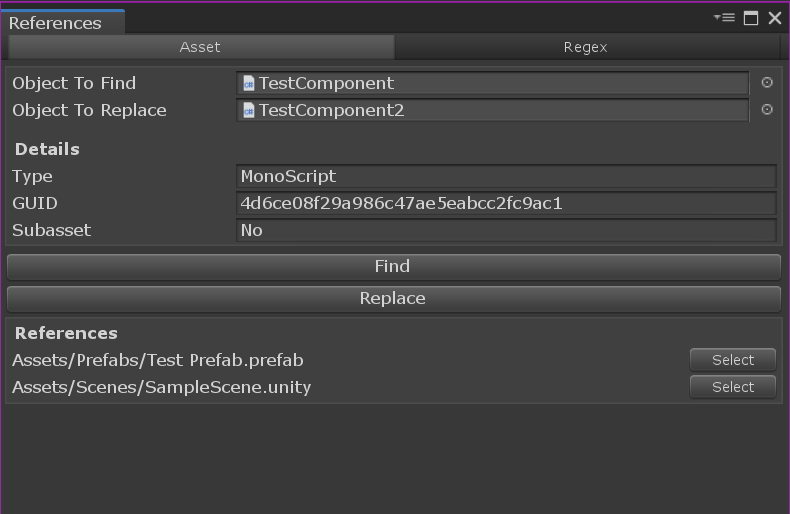 References
Asset Regex
Object To Find TestComponent
Object To Replace TestComponent2
Details
Type MonoScript
GUID 4d6ce08f29a986c47ae5eabcc2fc9ac1
Subasset No
Find
Replace
References
Assets/Prefabs/Test Prefab.prefab Select
Assets/Scenes/SampleScene.unity Select